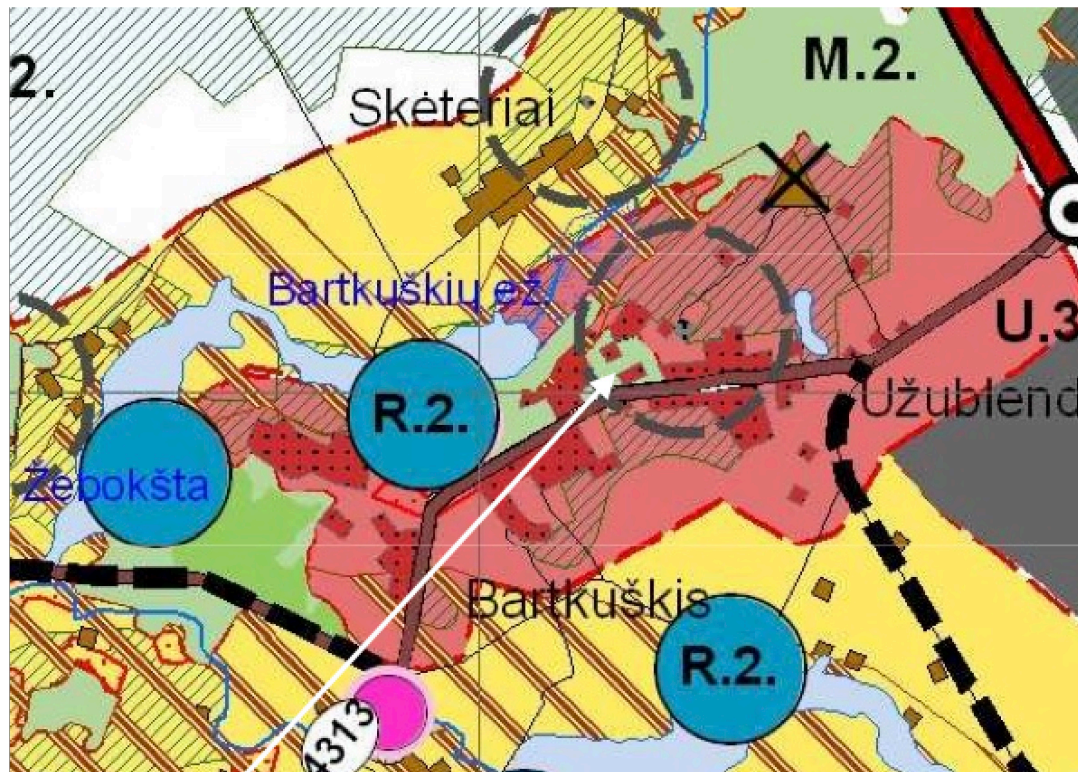 2.
M.2.
Skėteriai
Bartkuškių ež.
U.3
R.2.
Užublend
Žebokšta
Bartkuškis
R.2.
4313